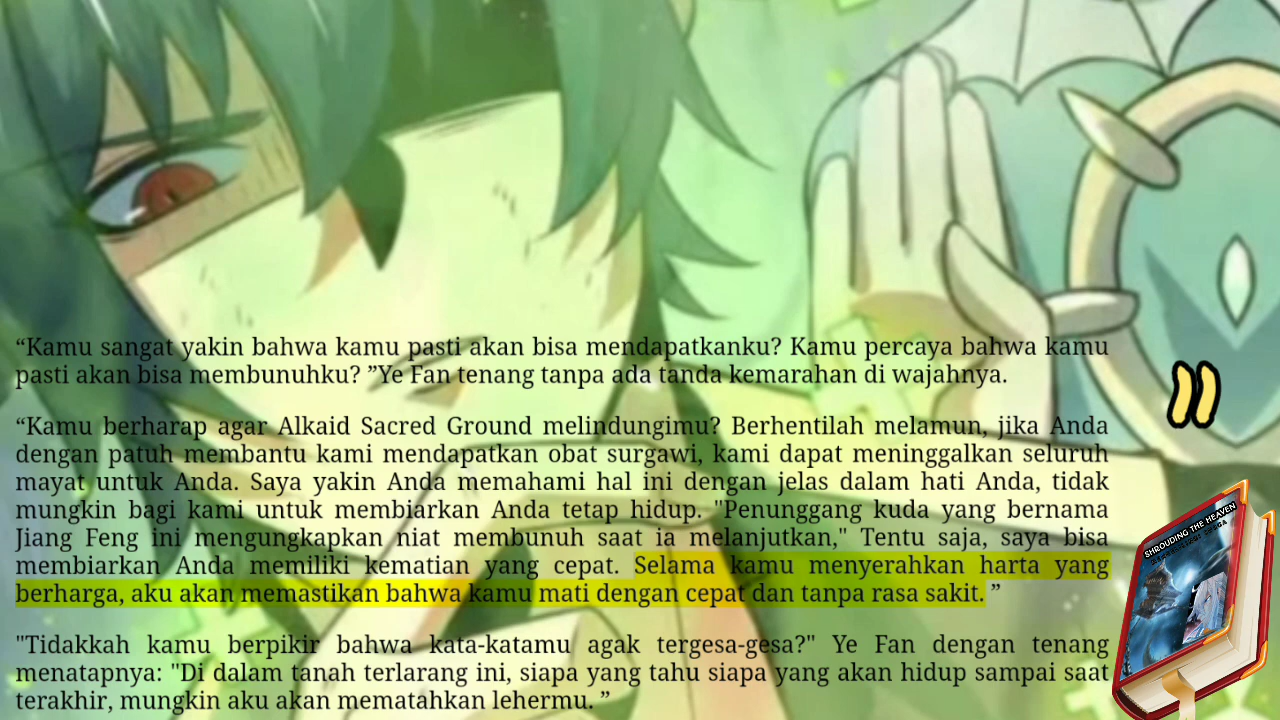 “Kamu sangat yakin bahwa kamu pasti akan bisa mendapatkanku? Kamu percaya bahwa kamu
pasti akan bisa membunuhku? ”Ye Fan tenang tanpa ada tanda kemarahan di wajahnya.
“Kamu berharap agar Alkaid Sacred Ground melindungimu? Berhentilah melamun, jika Anda
dengan patuh membantu kami mendapatkan obat surgawi, kami dapat meninggalkan seluruh
mayat untuk Anda. Saya yakin Anda memahami hal ini dengan jelas dalam hati Anda, tidak
mungkin bagi kami untuk membiarkan Anda tetap hidup. "Penunggang kuda yang bernama
Jiang Feng ini mengungkapkan niat membunuh saat ia melanjutkan," Tentu saja, saya bisa
membiarkan Anda memiliki kematian yang cepat. Selama kamu menyerahkan harta yang
berharga, aku akan memastikan bahwa kamu mati dengan cepat dan tanpa rasa sakit. ”
"Tidakkah kamu berpikir bahwa kata-katamu agak tergesa-gesa?" Ye Fan dengan tenang
menatapnya: "Di dalam tanah terlarang ini, siapa yang tahu siapa yang akan hidup sampai saat
terakhir, mungkin aku akan mematahkan lehermu. ”
SHROUDING THE HEAVEN